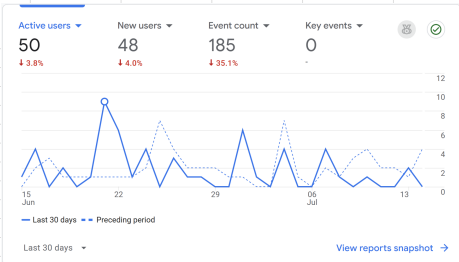 Active users New users Event count Key events
50 48 185 0
↓ 3.8% ↓ 4.0% ↓ 35.1% -
12
10
8
6
4
2
0
15 22 29 06 13
Jun Jul
Last 30 days Preceding period
Last 30 days View reports snapshot →